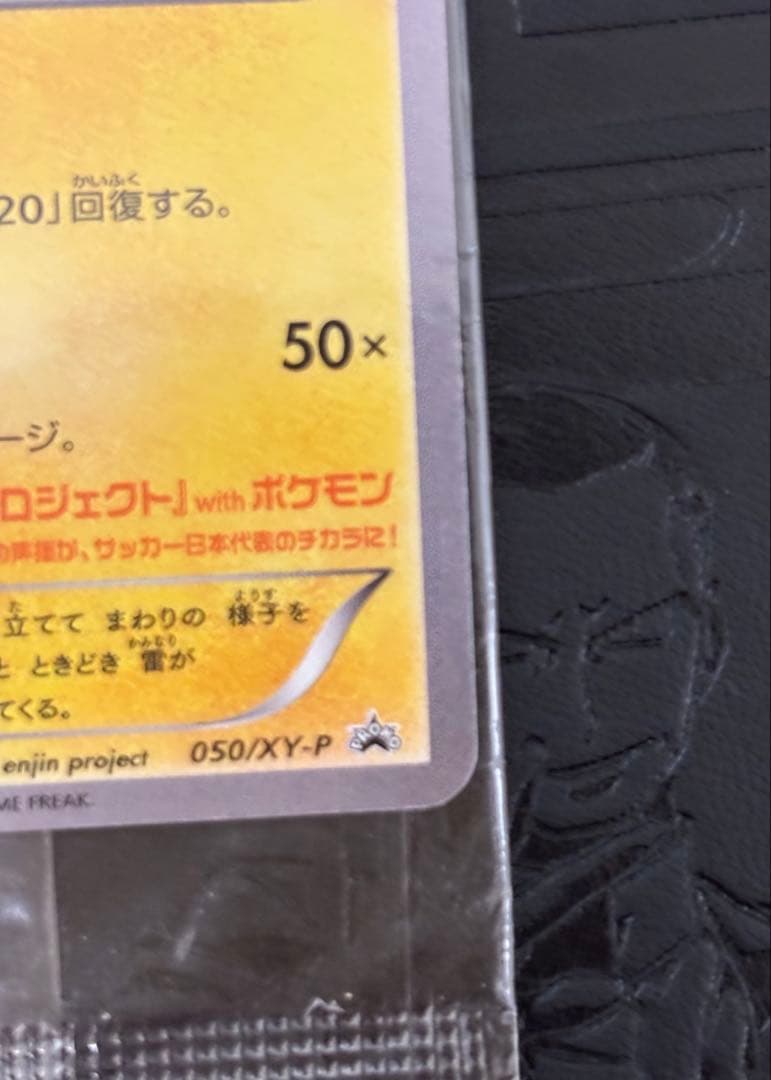 かいふく
20」回復する。
50×
ージ。
ロジェクト』with ポケモン
の声援が、サッカー日本代表のチカラに!
た ようす
立てて まわりの 様子を
かみなり
と ときどき 雷が
てくる。
enjin project 050/XY-P PROMO
ME FREAK.